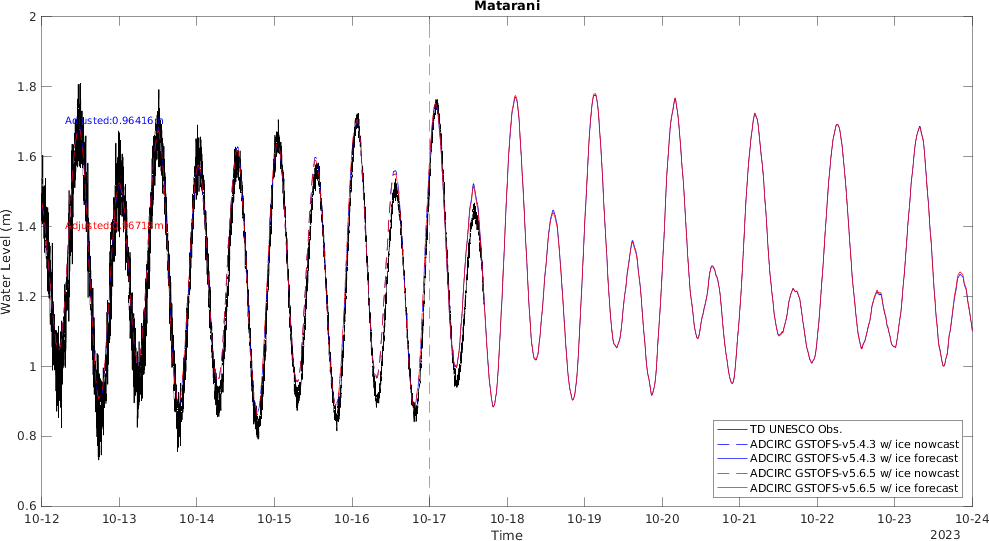 Matarani
2
1.8
1.6
1.4
1.2
1
0.8
0.6
Water Level (m)
Adjusted:0.96416m
TD UNESCO Obs.
ADCIRC GSTOFS-v5.4.3 w/ ice nowcast
ADCIRC GSTOFS-v5.4.3 w/ ice forecast
ADCIRC GSTOFS-v5.6.5 w/ ice nowcast
ADCIRC GSTOFS-v5.6.5 w/ ice forecast
10-12 10-13 10-14 10-15 10-16 10-17 10-18 10-19 10-20 10-21 10-22 10-23 10-24
Time
2023